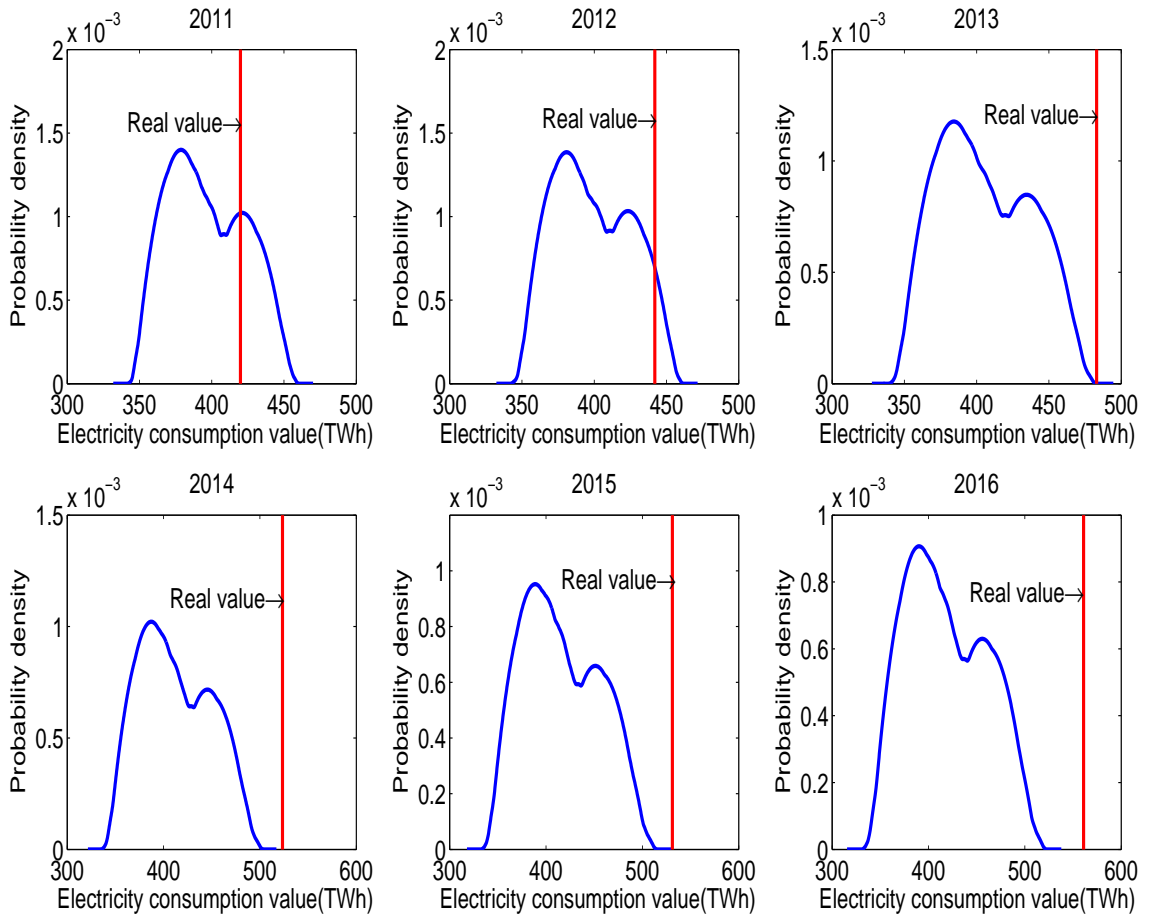 2011
x 10⁻³
Probability density
2
1.5
1
0.5
0
Real value→
300 350 400 450 500
Electricity consumption value(TWh)
2012
x 10⁻³
Probability density
2
1.5
1
0.5
0
Real value→
300 350 400 450 500
Electricity consumption value(TWh)
2013
x 10⁻³
Probability density
1.5
1
0.5
0
Real value→
300 350 400 450 500
Electricity consumption value(TWh)
2014
x 10⁻³
Probability density
1.5
1
0.5
0
Real value→
300 400 500 600
Electricity consumption value(TWh)
2015
x 10⁻³
Probability density
1
0.8
0.6
0.4
0.2
0
Real value→
300 400 500 600
Electricity consumption value(TWh)
2016
x 10⁻³
Probability density
1
0.8
0.6
0.4
0.2
0
Real value→
300 400 500 600
Electricity consumption value(TWh)